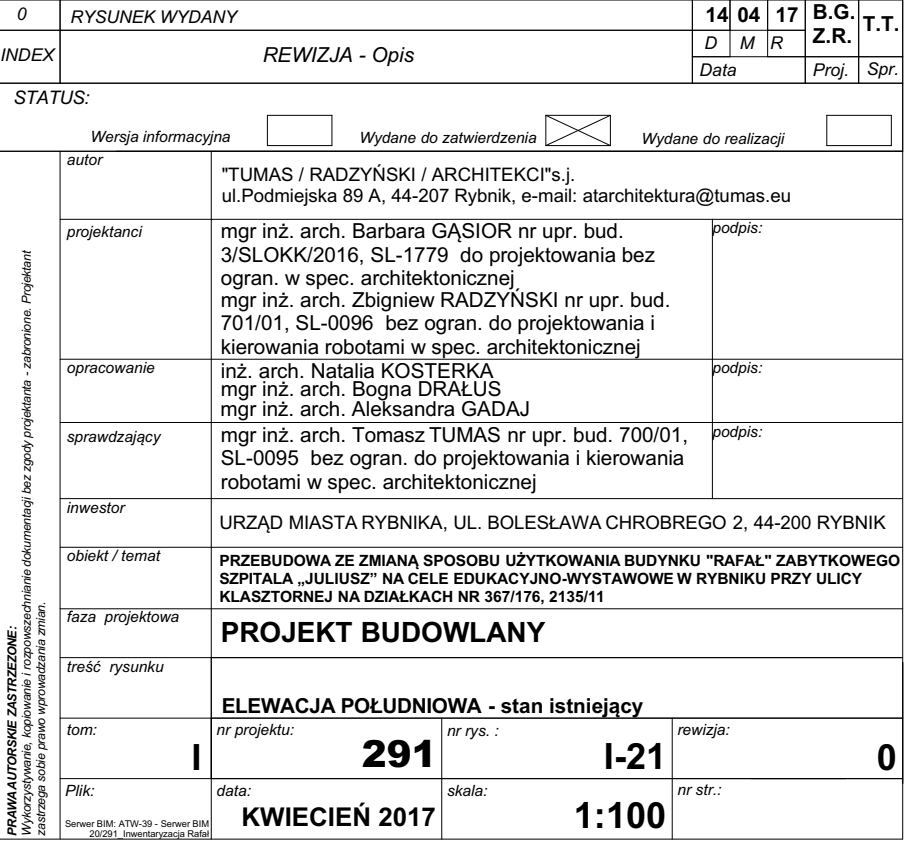 0 RYSUNEK WYDANY 14 04 17 B.G. T.T.
Z.R.
INDEX REWIZJA - Opis D M R
Data Proj. Spr.
STATUS:
Wersja informacyjna Wydane do zatwierdzenia Wydane do realizacji
autor
"TUMAS / RADZYŃSKI / ARCHITEKCI"s.j.
ul.Podmiejska 89 A, 44-207 Rybnik, e-mail: atarchitektura@tumas.eu
projektanci
mgr inż. arch. Barbara GĄSIOR nr upr. bud.
3/SLOKK/2016, SL-1779 do projektowania bez
ogran. w spec. architektonicznej
mgr inż. arch. Zbigniew RADZYŃSKI nr upr. bud.
701/01, SL-0096 bez ogran. do projektowania i
kierowania robotami w spec. architektonicznej
podpis:
opracowanie
inż. arch. Natalia KOSTERKA
mgr inż. arch. Bogna DRAŁUS
mgr inż. arch. Aleksandra GADAJ
podpis:
sprawdzający
mgr inż. arch. Tomasz TUMAS nr upr. bud. 700/01,
SL-0095 bez ogran. do projektowania i kierowania
robotami w spec. architektonicznej
podpis:
inwestor
URZĄD MIASTA RYBNIKA, UL. BOLESŁAWA CHROBREGO 2, 44-200 RYBNIK
obiekt / temat
PRZEBUDOWA ZE ZMIANĄ SPOSOBU UŻYTKOWANIA BUDYNKU "RAFAŁ" ZABYTKOWEGO
SZPITALA „JULIUSZ” NA CELE EDUKACYJNO-WYSTAWOWE W RYBNIKU PRZY ULICY
KLASZTORNEJ NA DZIAŁKACH NR 367/176, 2135/11
faza projektowa
PROJEKT BUDOWLANY
treść rysunku
ELEWACJA POŁUDNIOWA - stan istniejący
tom: nr projektu: nr rys. : rewizja:
I 291 I-21 0
Plik: data: skala: nr str.:
KWIECIEŃ 2017 1:100
Serwer BIM: ATW-39 - Serwer BIM
20/291_Inwentaryzacja Rafał
PRAWA AUTORSKIE ZASTRZEZONE:
Wykorzystywanie, kopiowanie i rozpowszechnianie dokumentacji bez zgody projektanta - zabronione. Projektant
zastrzega sobie prawo wprowadzania zmian.